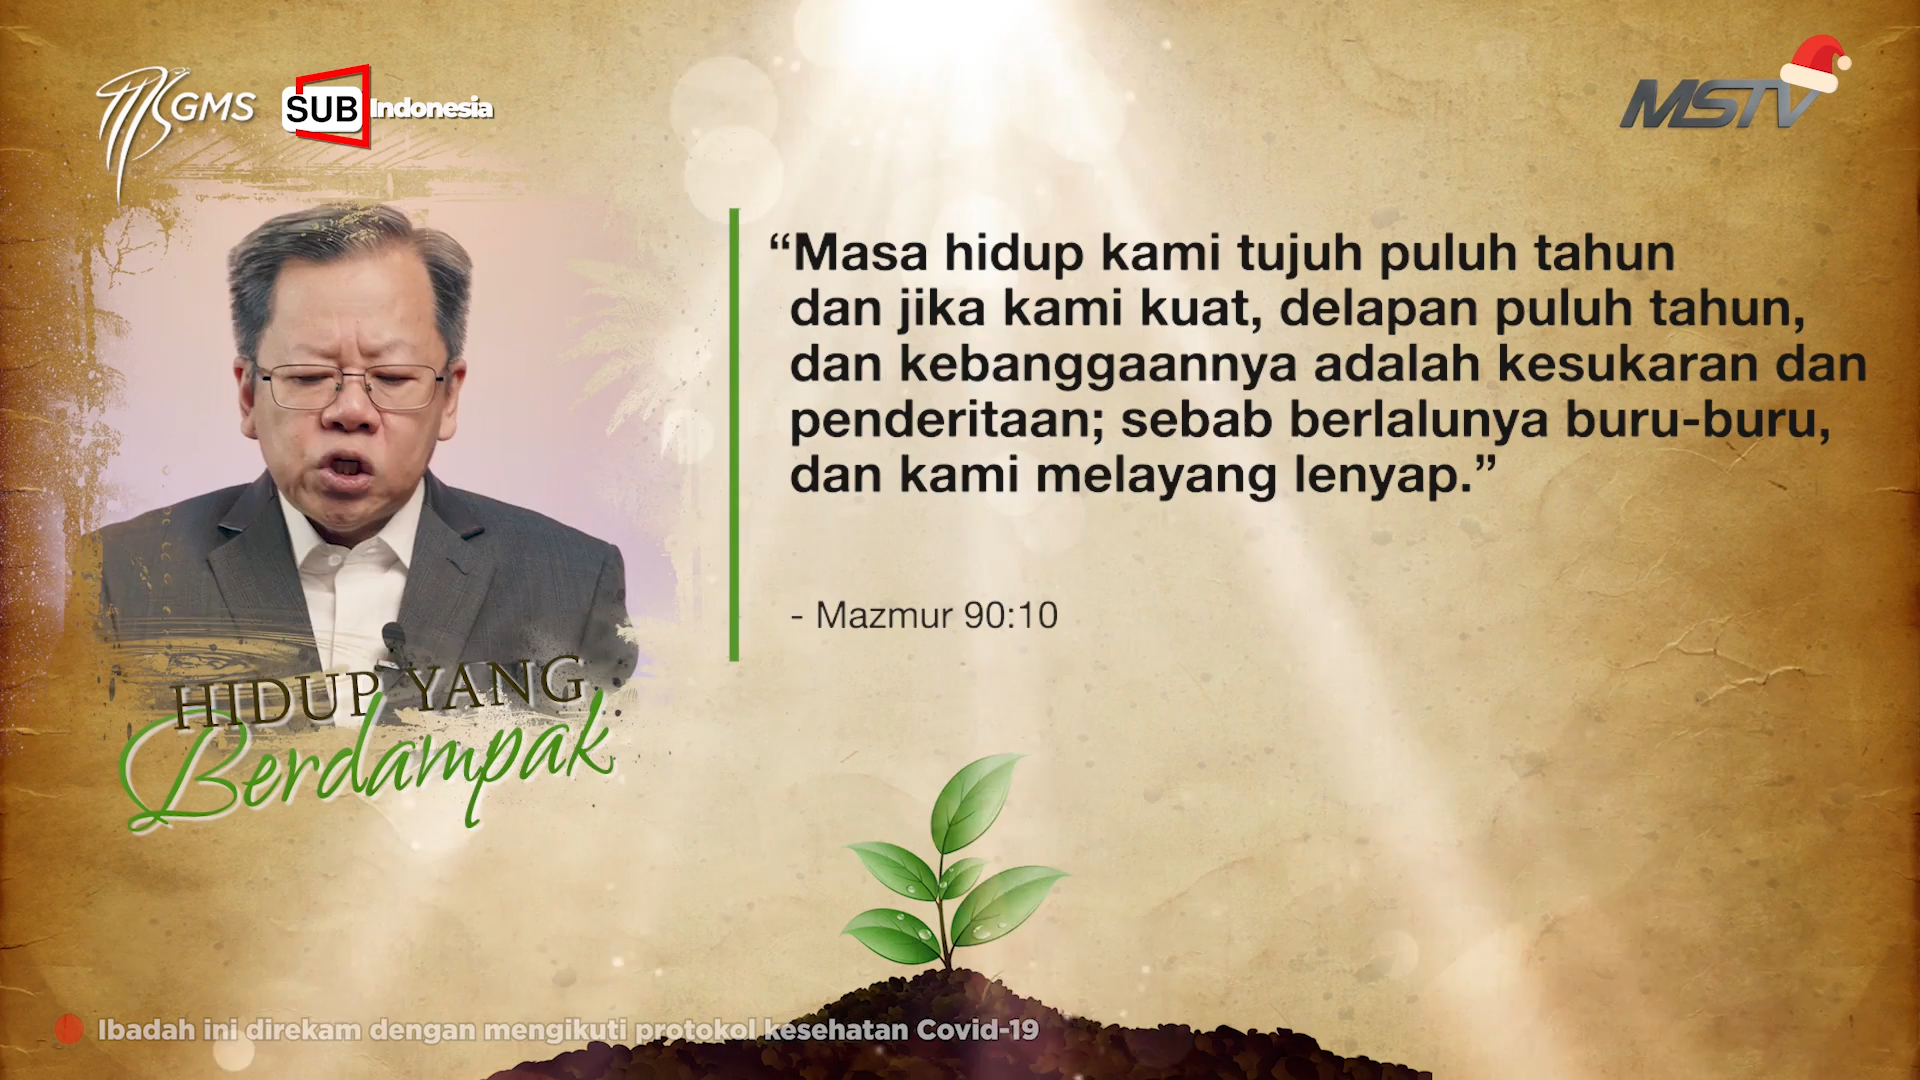 GMS
SUB Indonesia
MSTV
“Masa hidup kami tujuh puluh tahun
dan jika kami kuat, delapan puluh tahun,
dan kebanggaannya adalah kesukaran dan
penderitaan; sebab berlalunya buru-buru,
dan kami melayang lenyap.”
- Mazmur 90:10
HIDUP YANG
Berdampak
Ibadah ini direkam dengan mengikuti protokol kesehatan Covid-19